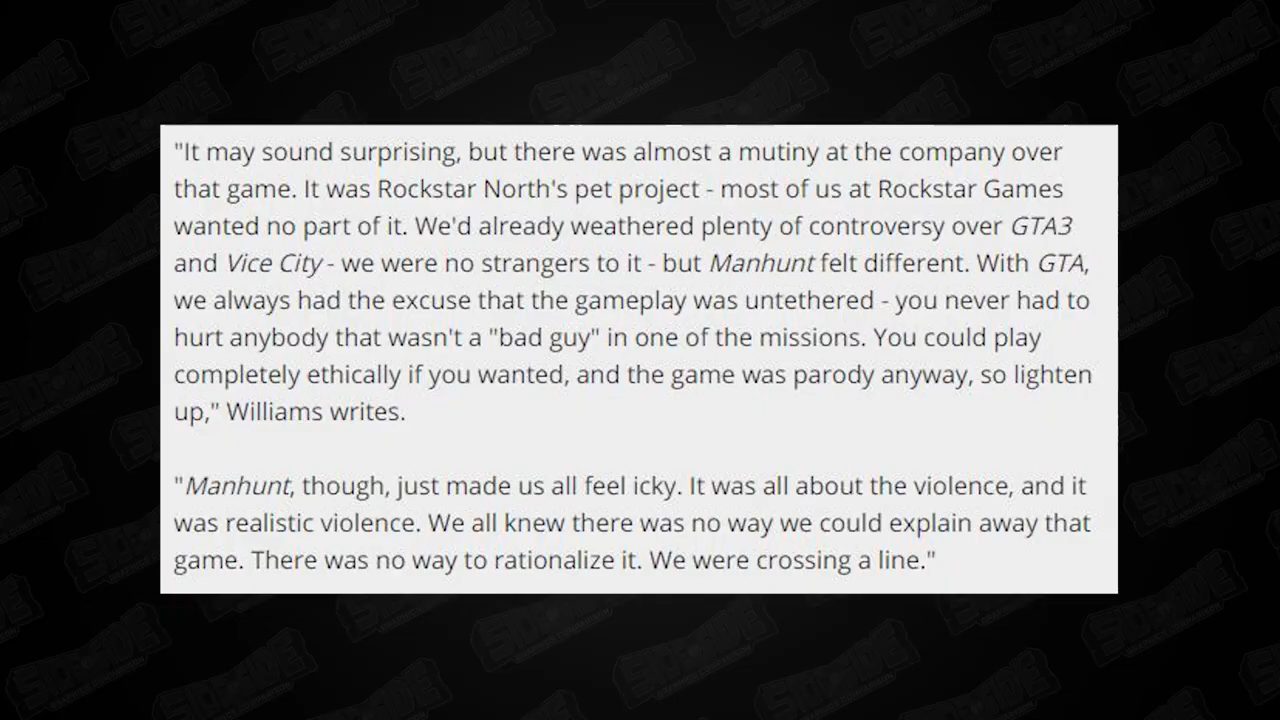 "It may sound surprising, but there was almost a mutiny at the company over
that game. It was Rockstar North's pet project - most of us at Rockstar Games
wanted no part of it. We'd already weathered plenty of controversy over GTA3
and Vice City - we were no strangers to it - but Manhunt felt different. With GTA,
we always had the excuse that the gameplay was untethered - you never had to
hurt anybody that wasn't a "bad guy" in one of the missions. You could play
completely ethically if you wanted, and the game was parody anyway, so lighten
up," Williams writes.
"Manhunt, though, just made us all feel icky. It was all about the violence, and it
was realistic violence. We all knew there was no way we could explain away that
game. There was no way to rationalize it. We were crossing a line."